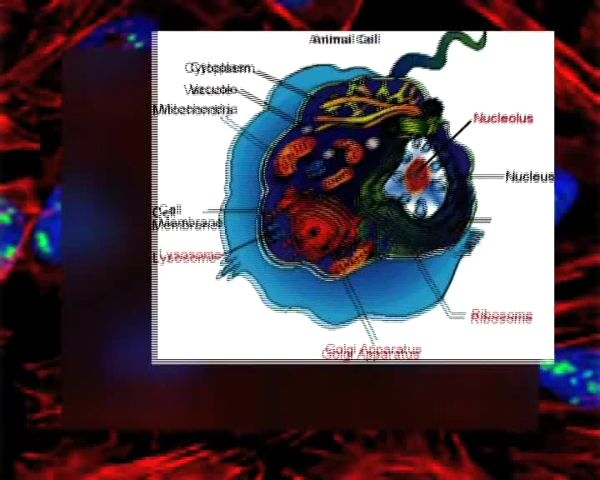 Animal Cell
Cytoplasm
Vacuole
Mitochondria
Nucleolus
Nucleus
Cell
Membrane
Lysosome
Ribosome
Golgi Apparatus